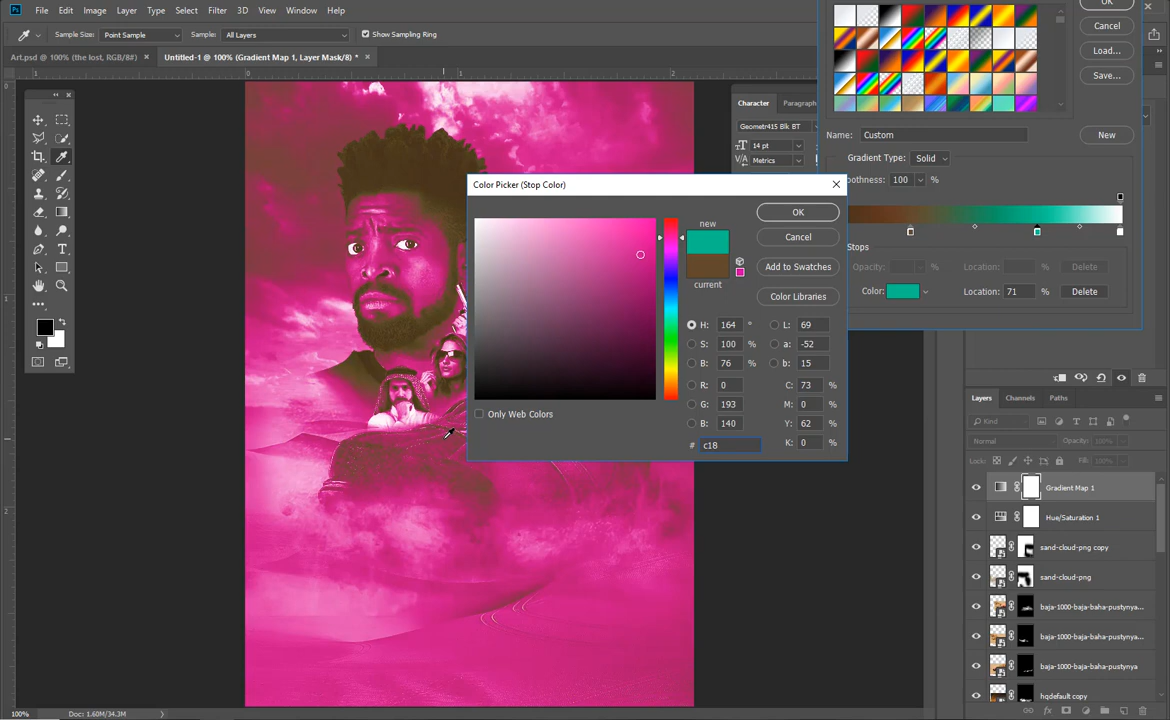 Ps File Edit Image Layer Type Select Filter 3D View Window Help
Sample Size: Point Sample Sample: All Layers Show Sampling Ring
Art.psd @ 100% (the lost, RGB/8#) × Untitled-1 @ 100% (Gradient Map 1, Layer Mask/8) * ×
OK
Cancel
Load...
Save...
Name: Custom New
Gradient Type: Solid
oothness: 100 %
Stops
Opacity: % Location: % Delete
Color: Location: 71 % Delete
Character Paragraph
Geometr415 Blk BT
14 pt
Metrics
Color Picker (Stop Color)
new
current
OK
Cancel
Add to Swatches
Color Libraries
H: 164 ° L: 69
S: 100 % a: -52
B: 76 % b: 15
R: 0 C: 73 %
G: 193 M: 0 %
B: 140 Y: 62 %
# c18 K: 0 %
Only Web Colors
Layers Channels Paths
Kind
Normal Opacity: 100%
Lock: Fill: 100%
Gradient Map 1
Hue/Saturation 1
sand-cloud-png copy
sand-cloud-png
baja-1000-baja-baha-pustynya...
baja-1000-baja-baha-pustynya...
baja-1000-baja-baha-pustynya
hqdefault copy
100% Doc: 1.60M/34.3M